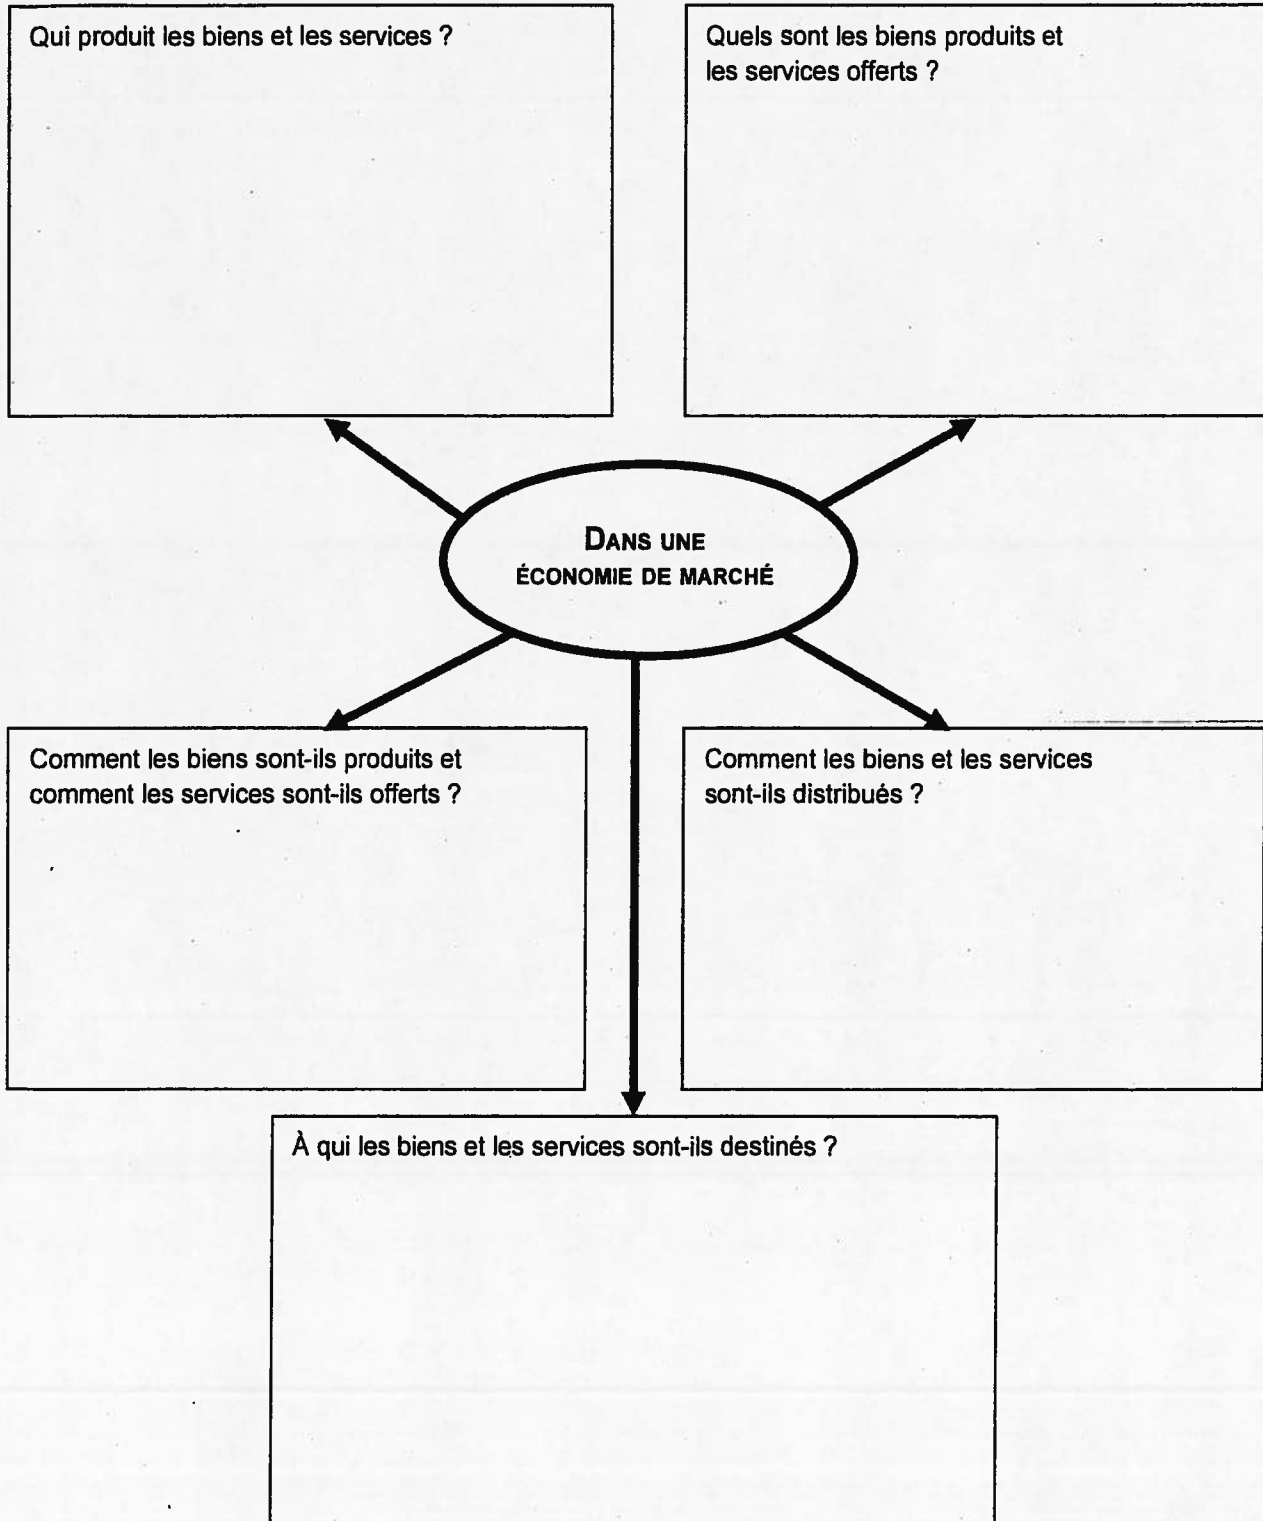 Qui produit les biens et les services ?
Quels sont les biens produits et
les services offerts ?
DANS UNE
ÉCONOMIE DE MARCHÉ
Comment les biens sont-ils produits et
comment les services sont-ils offerts ?
Comment les biens et les services
sont-ils distribués ?
À qui les biens et les services sont-ils destinés ?